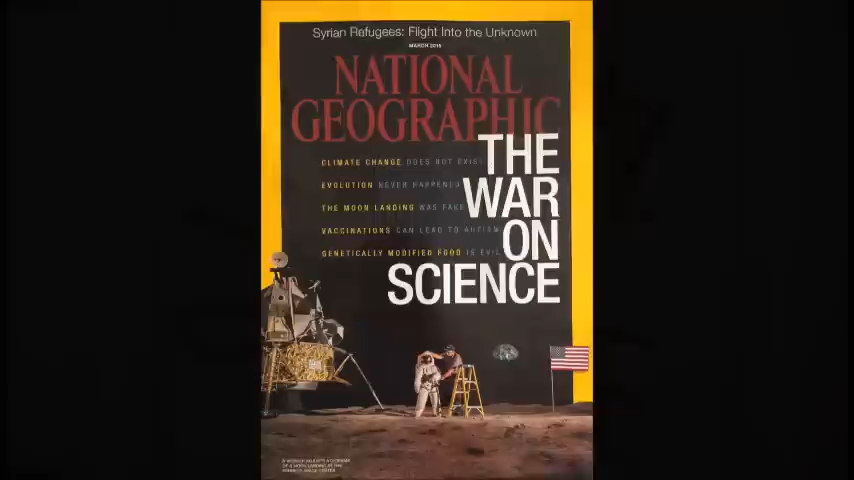 Syrian Refugees: Flight Into the Unknown
MARCH 2015
NATIONAL
GEOGRAPHIC
THE
WAR
ON
SCIENCE
CLIMATE CHANGE DOES NOT EXIST
EVOLUTION NEVER HAPPENED
THE MOON LANDING WAS FAKE
VACCINATIONS CAN LEAD TO AUTISM
GENETICALLY MODIFIED FOOD IS EVIL